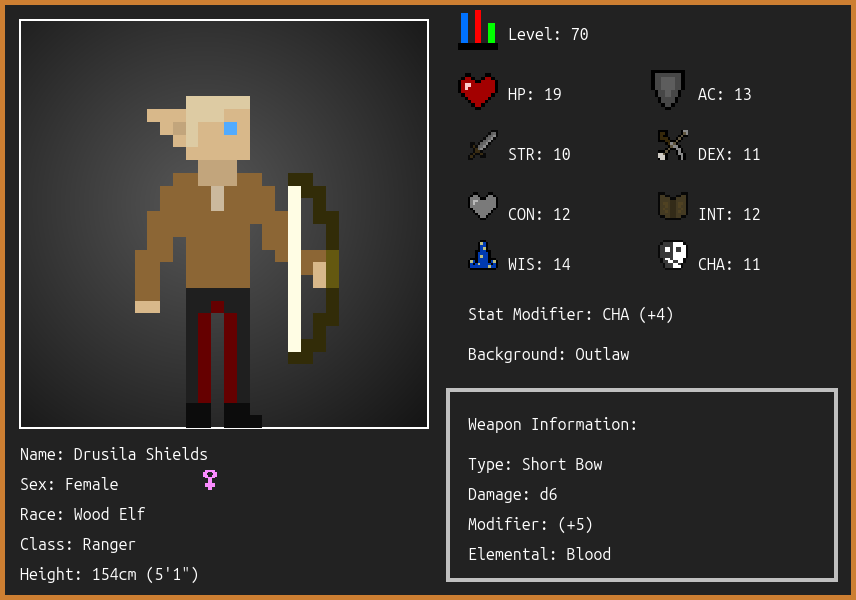 Level: 70
HP: 19
AC: 13
STR: 10
DEX: 11
CON: 12
INT: 12
WIS: 14
CHA: 11
Stat Modifier: CHA (+4)
Background: Outlaw
Weapon Information:
Type: Short Bow
Damage: d6
Modifier: (+5)
Elemental: Blood
Name: Drusila Shields
Sex: Female
Race: Wood Elf
Class: Ranger
Height: 154cm (5'1")